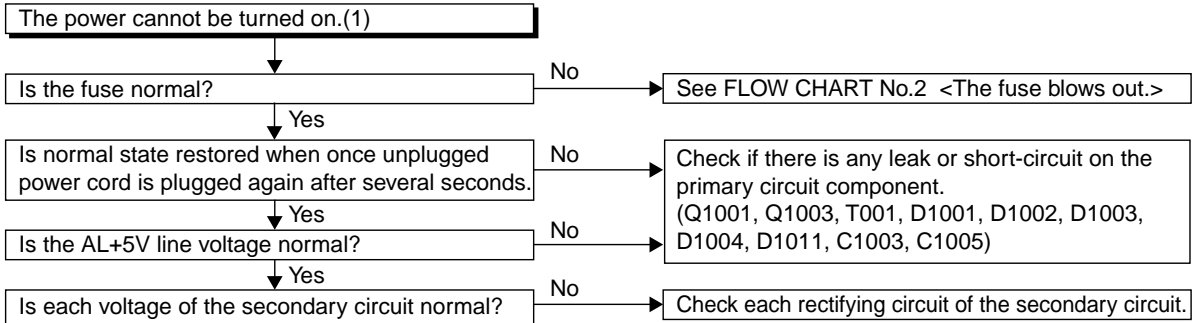 The power cannot be turned on.(1)
Is the fuse normal?
No
See FLOW CHART No.2 <The fuse blows out.>
Yes
Is normal state restored when once unplugged
power cord is plugged again after several seconds.
No
Check if there is any leak or short-circuit on the
primary circuit component.
(Q1001, Q1003, T001, D1001, D1002, D1003,
D1004, D1011, C1003, C1005)
Yes
Is the AL+5V line voltage normal?
No
Yes
Is each voltage of the secondary circuit normal?
No
Check each rectifying circuit of the secondary circuit.